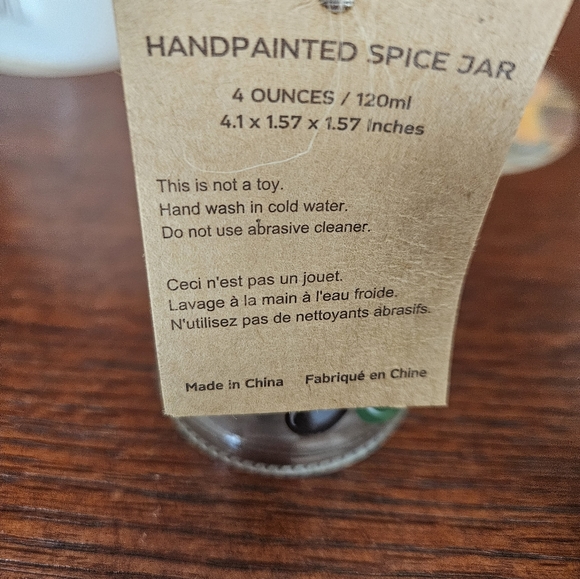 HANDPAINTED SPICE JAR
4 OUNCES / 120ml
4.1 x 1.57 x 1.57 Inches
This is not a toy.
Hand wash in cold water.
Do not use abrasive cleaner.
Ceci n'est pas un jouet.
Lavage à la main à l'eau froide.
N'utilisez pas de nettoyants abrasifs.
Made in China Fabriqué en Chine